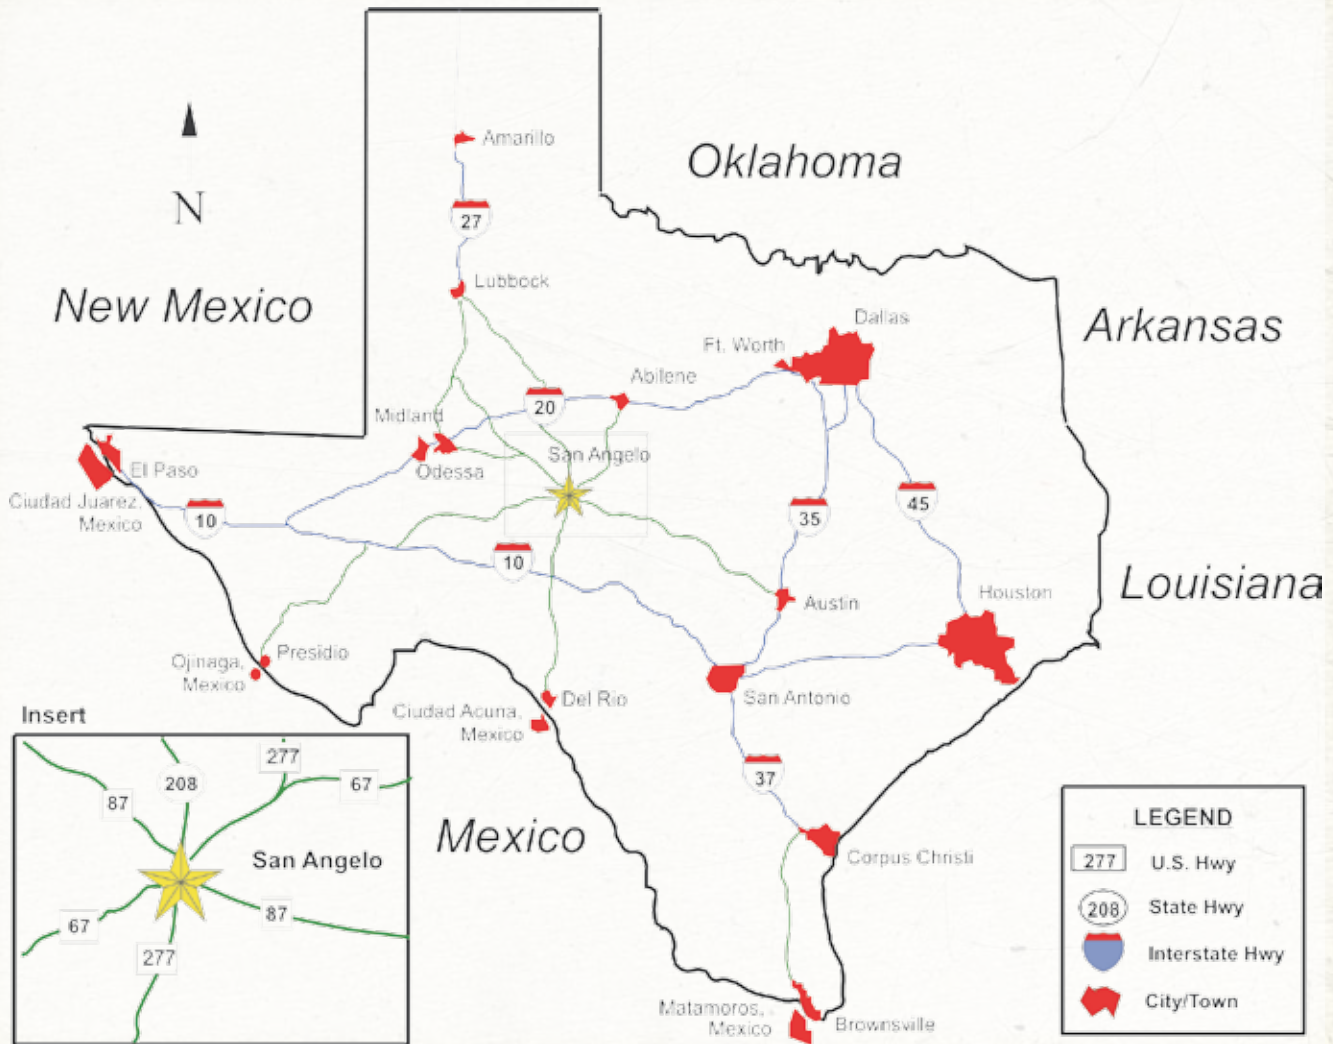 Amarillo
Oklahoma
N
27
New Mexico
Lubbock
Arkansas
Dallas
Ft. Worth
Abilene
20
Midland
San Angelo
Odessa
El Paso
Ciudad Juarez,
Mexico
10
45
35
10
Louisiana
Houston
Austin
Presidio
Ojinaga,
Mexico
San Antonio
Del Rio
Ciudad Acuna,
Mexico
37
Mexico
Corpus Christi
Matamoros,
Mexico
Brownsville
Insert
277
208
67
87
San Angelo
87
67
277
LEGEND
277 U.S. Hwy
208 State Hwy
Interstate Hwy
City/Town